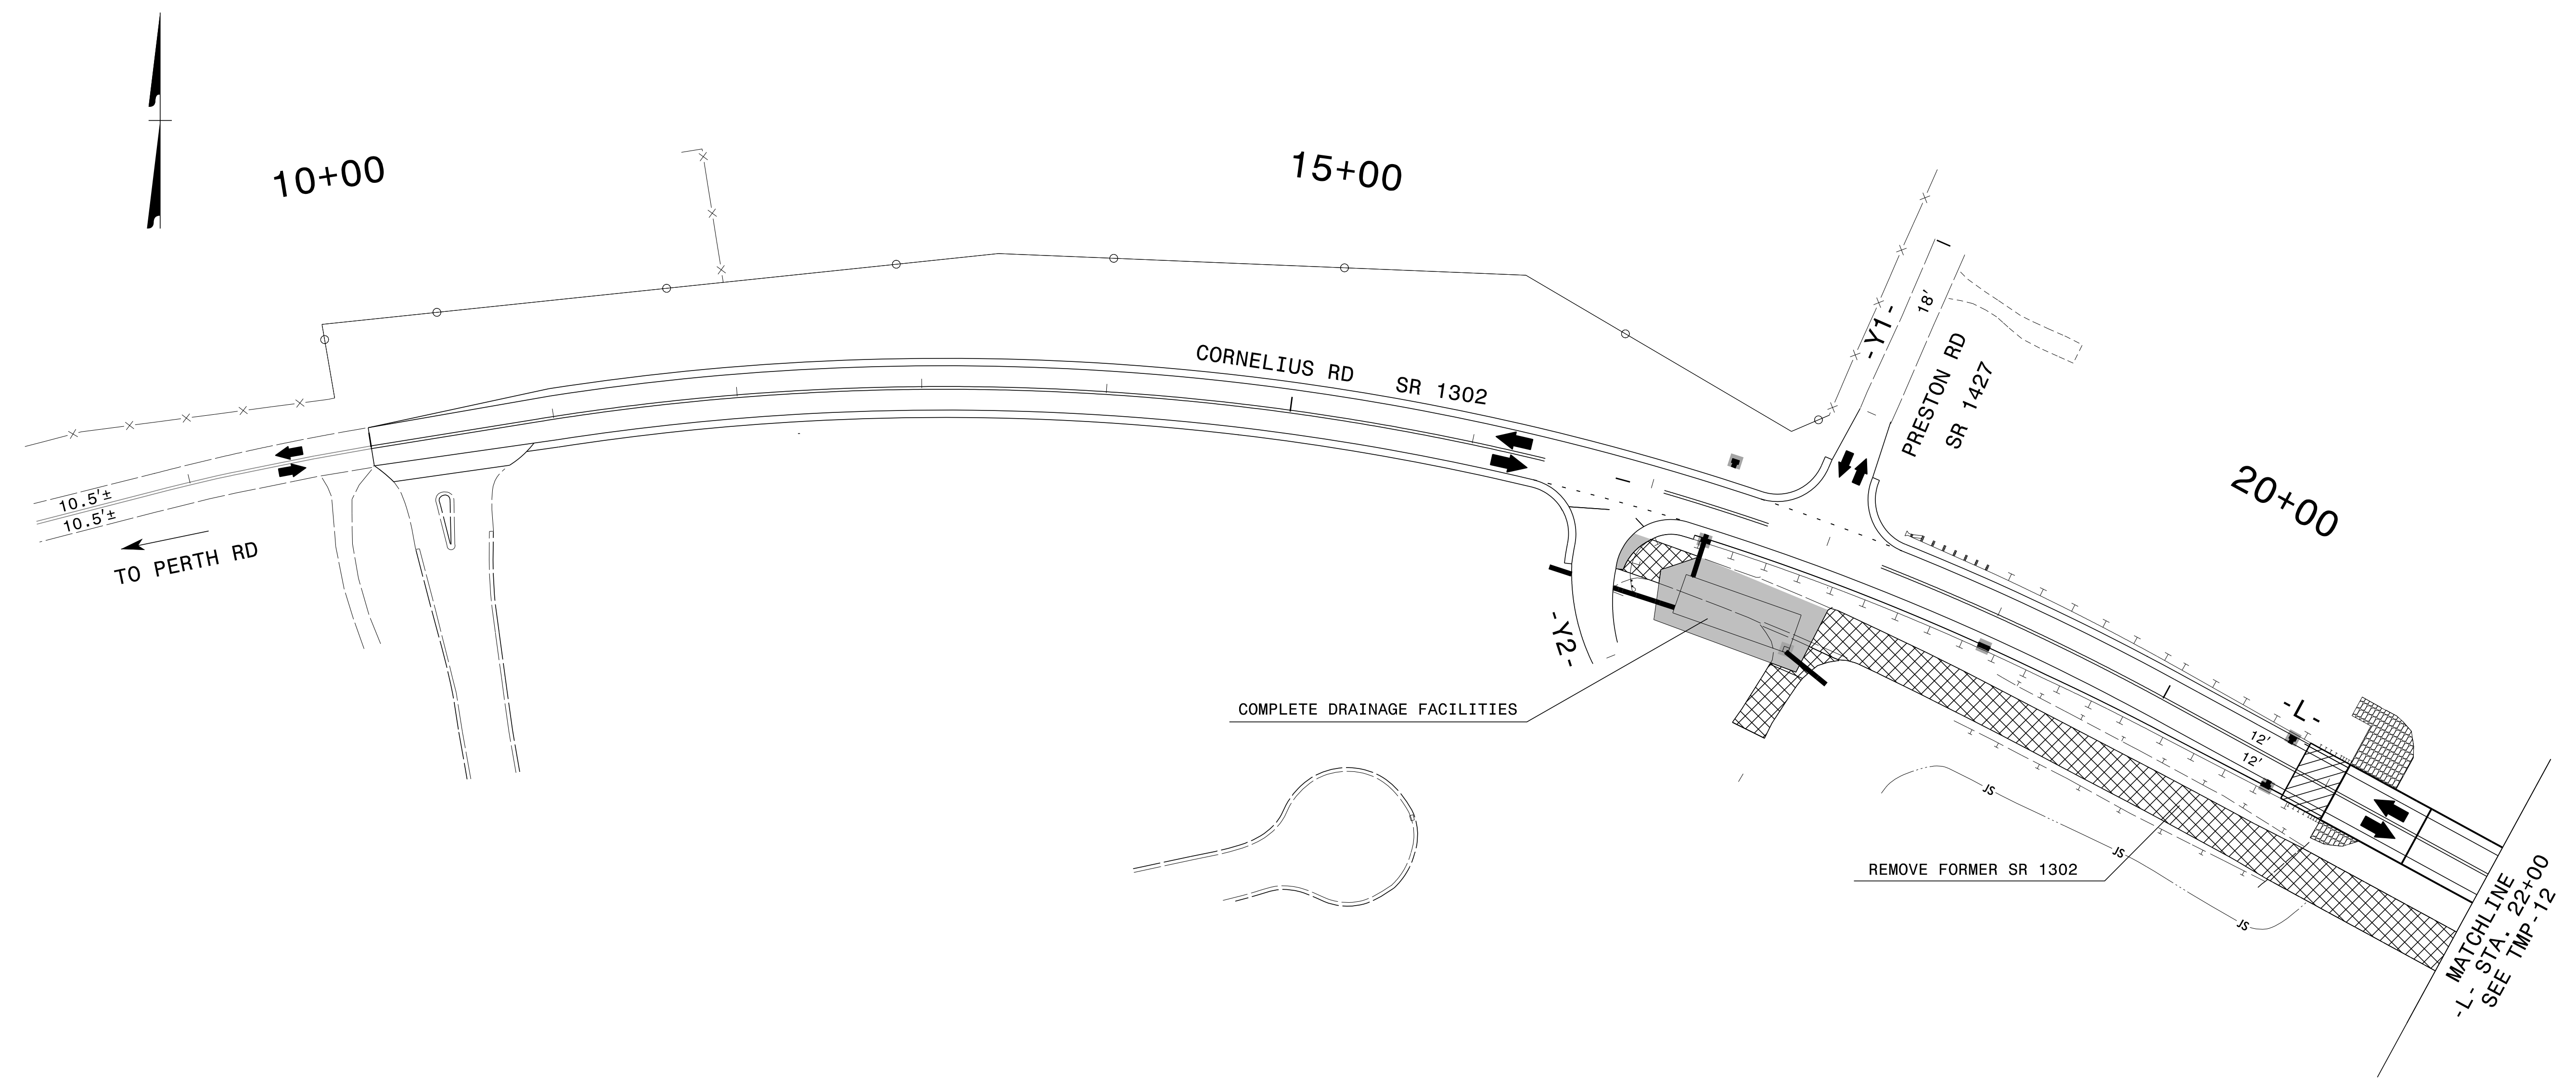 10+00
15+00
20+00
CORNELIUS RD SR 1302
-Y1-
18'
PRESTON RD
SR 1427
10.5'±
10.5'±
TO PERTH RD
-Y2-
COMPLETE DRAINAGE FACILITIES
-L-
12'
12'
JS
JS
JS
REMOVE FORMER SR 1302
MATCHLINE
-L- STA. 22+00
SEE TMP-12